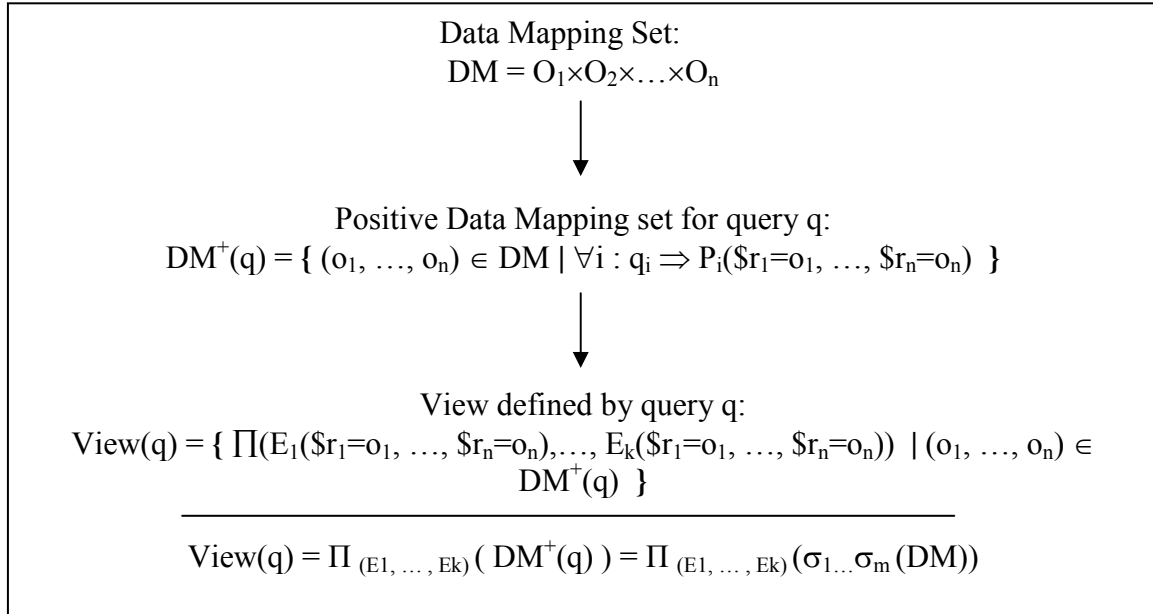 Data Mapping Set:
DM = O₁×O₂×…×Oₙ
Positive Data Mapping set for query q:
DM⁺(q) = { (o₁, …, oₙ) ∈ DM | ∀i : qᵢ ⇒ Pᵢ($r₁=o₁, …, $rₙ=oₙ) }
View defined by query q:
View(q) = { ∏(E₁($r₁=o₁, …, $rₙ=oₙ),…, Eₖ($r₁=o₁, …, $rₙ=oₙ)) | (o₁, …, oₙ) ∈
DM⁺(q) }
View(q) = Π (E1, … , Ek) ( DM⁺(q) ) = Π (E1, … , Ek) (σ₁…σₘ (DM))